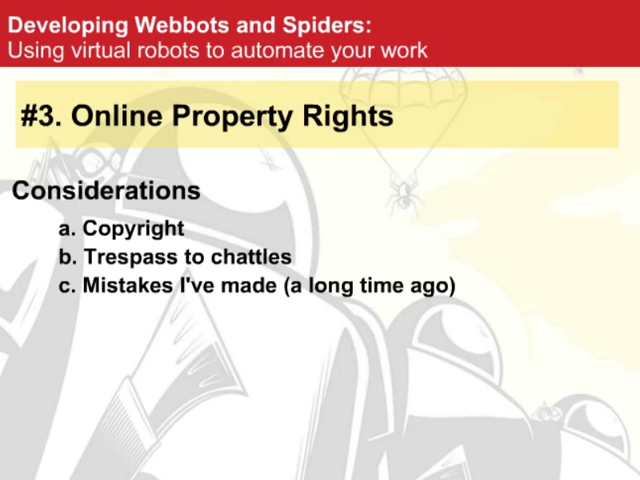 Developing Webbots and Spiders:
Using virtual robots to automate your work
#3. Online Property Rights
Considerations
a. Copyright
b. Trespass to chattles
c. Mistakes I've made (a long time ago)